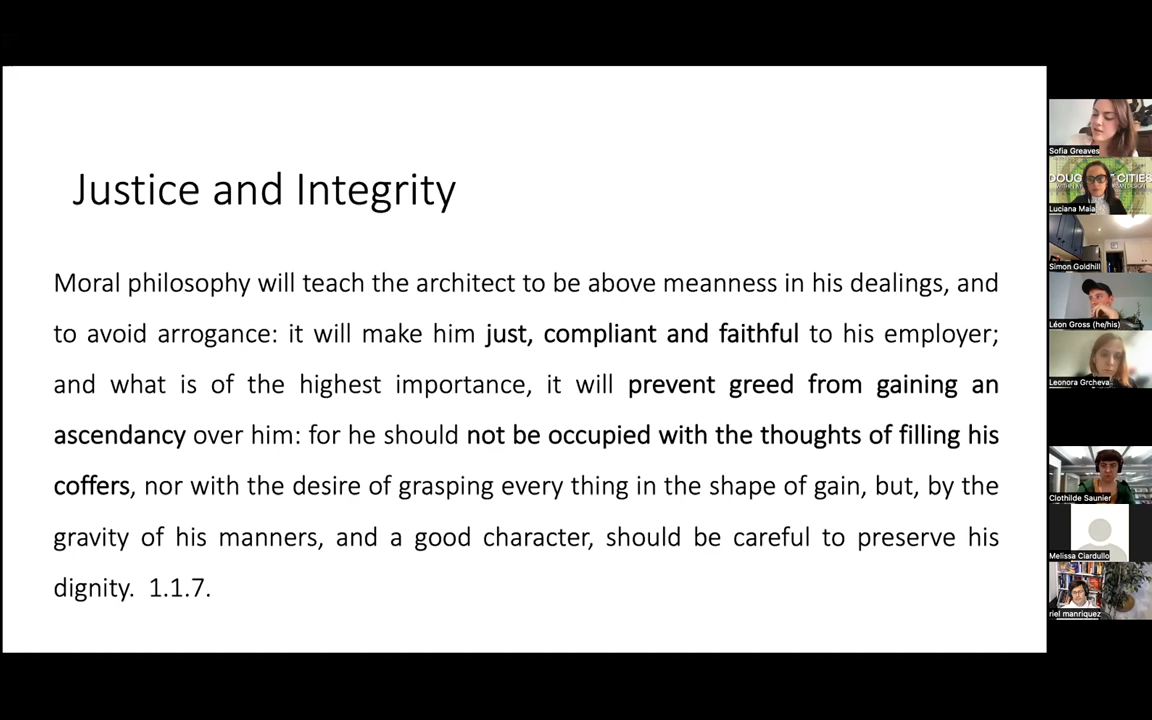 Justice and Integrity
Moral philosophy will teach the architect to be above meanness in his dealings, and
to avoid arrogance: it will make him just, compliant and faithful to his employer;
and what is of the highest importance, it will prevent greed from gaining an
ascendancy over him: for he should not be occupied with the thoughts of filling his
coffers, nor with the desire of grasping every thing in the shape of gain, but, by the
gravity of his manners, and a good character, should be careful to preserve his
dignity. 1.1.7.
Sofia Greaves
DOUG CITIES
Luciana Maia
Simon Goldhill
Léon Gross (he/his)
Leonora Grcheva
Clothilde Saunier
Melissa Ciardullo
riel manriquez